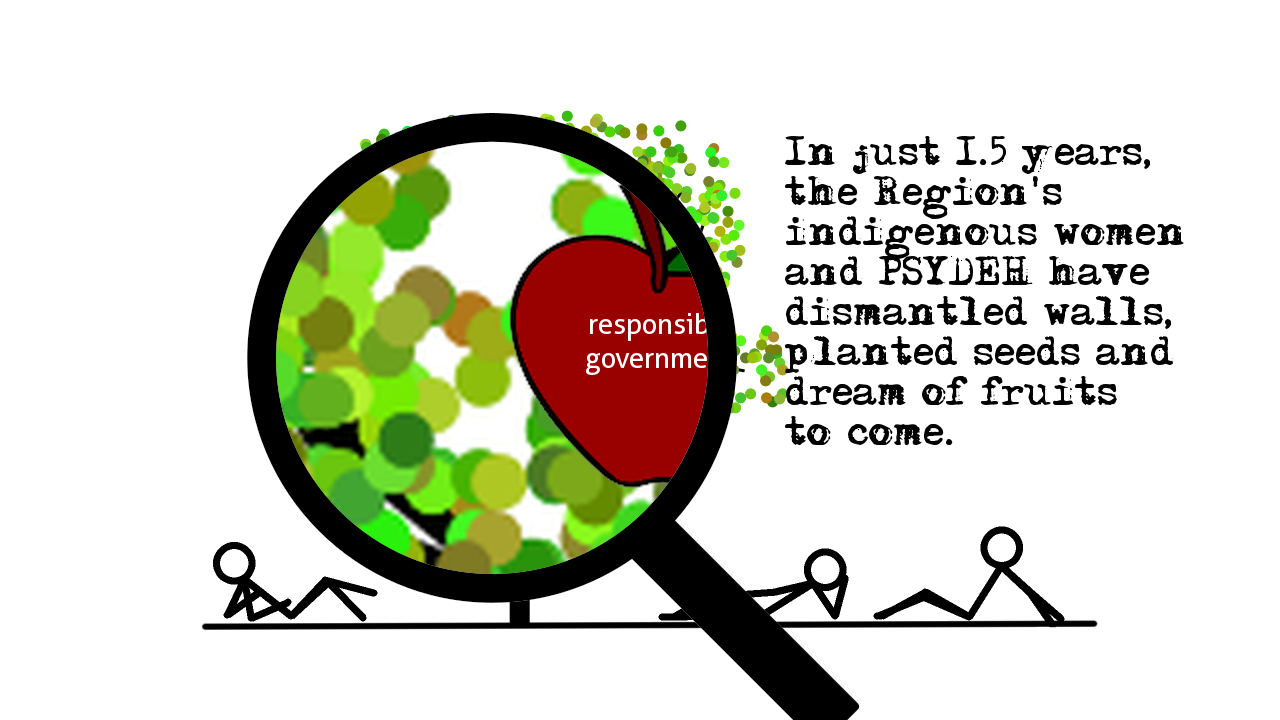 In just 1.5 years,
the Region's
indigenous women
and PSYDEH have
dismantled walls,
planted seeds and
dream of fruits
to come.
responsib
governme